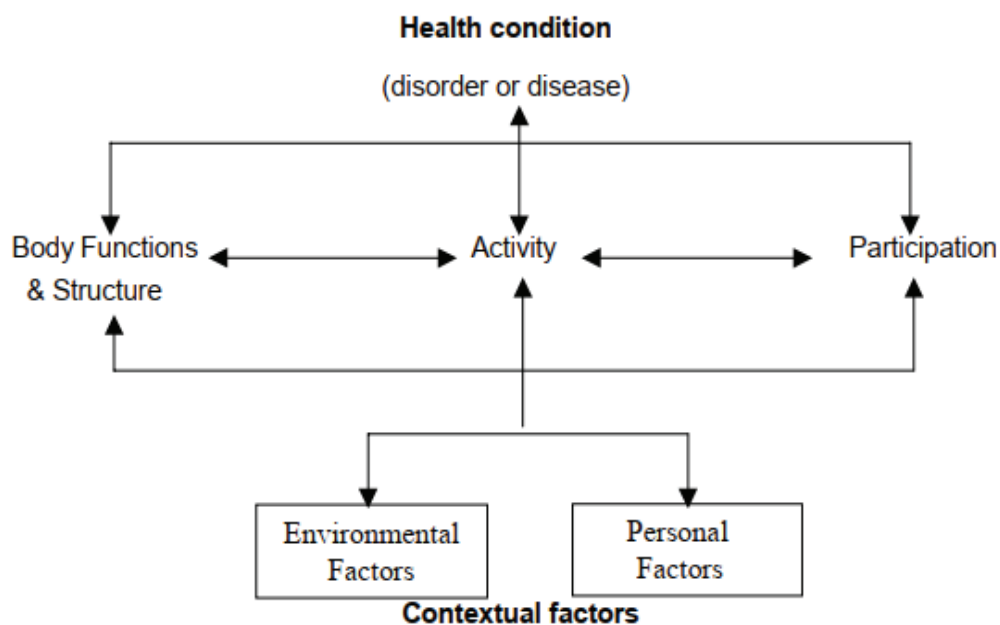 Health condition
(disorder or disease)
Body Functions
& Structure
Activity
Participation
Environmental
Factors
Personal
Factors
Contextual factors